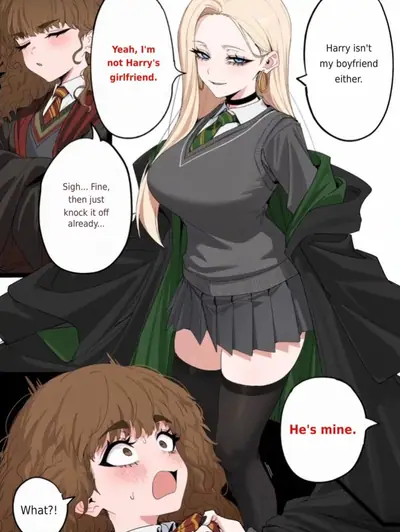 Yeah, I'm
not Harry's
girlfriend.
Harry isn't
my boyfriend
either.
Sigh... Fine,
then just
knock it off
already...
He's mine.
What?!